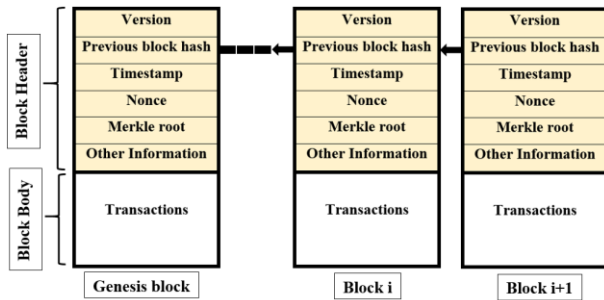 Block Header
Block Body
Version
Previous block hash
Timestamp
Nonce
Merkle root
Other Information
Transactions
Genesis block
Version
Previous block hash
Timestamp
Nonce
Merkle root
Other Information
Transactions
Block i
Version
Previous block hash
Timestamp
Nonce
Merkle root
Other Information
Transactions
Block i+1